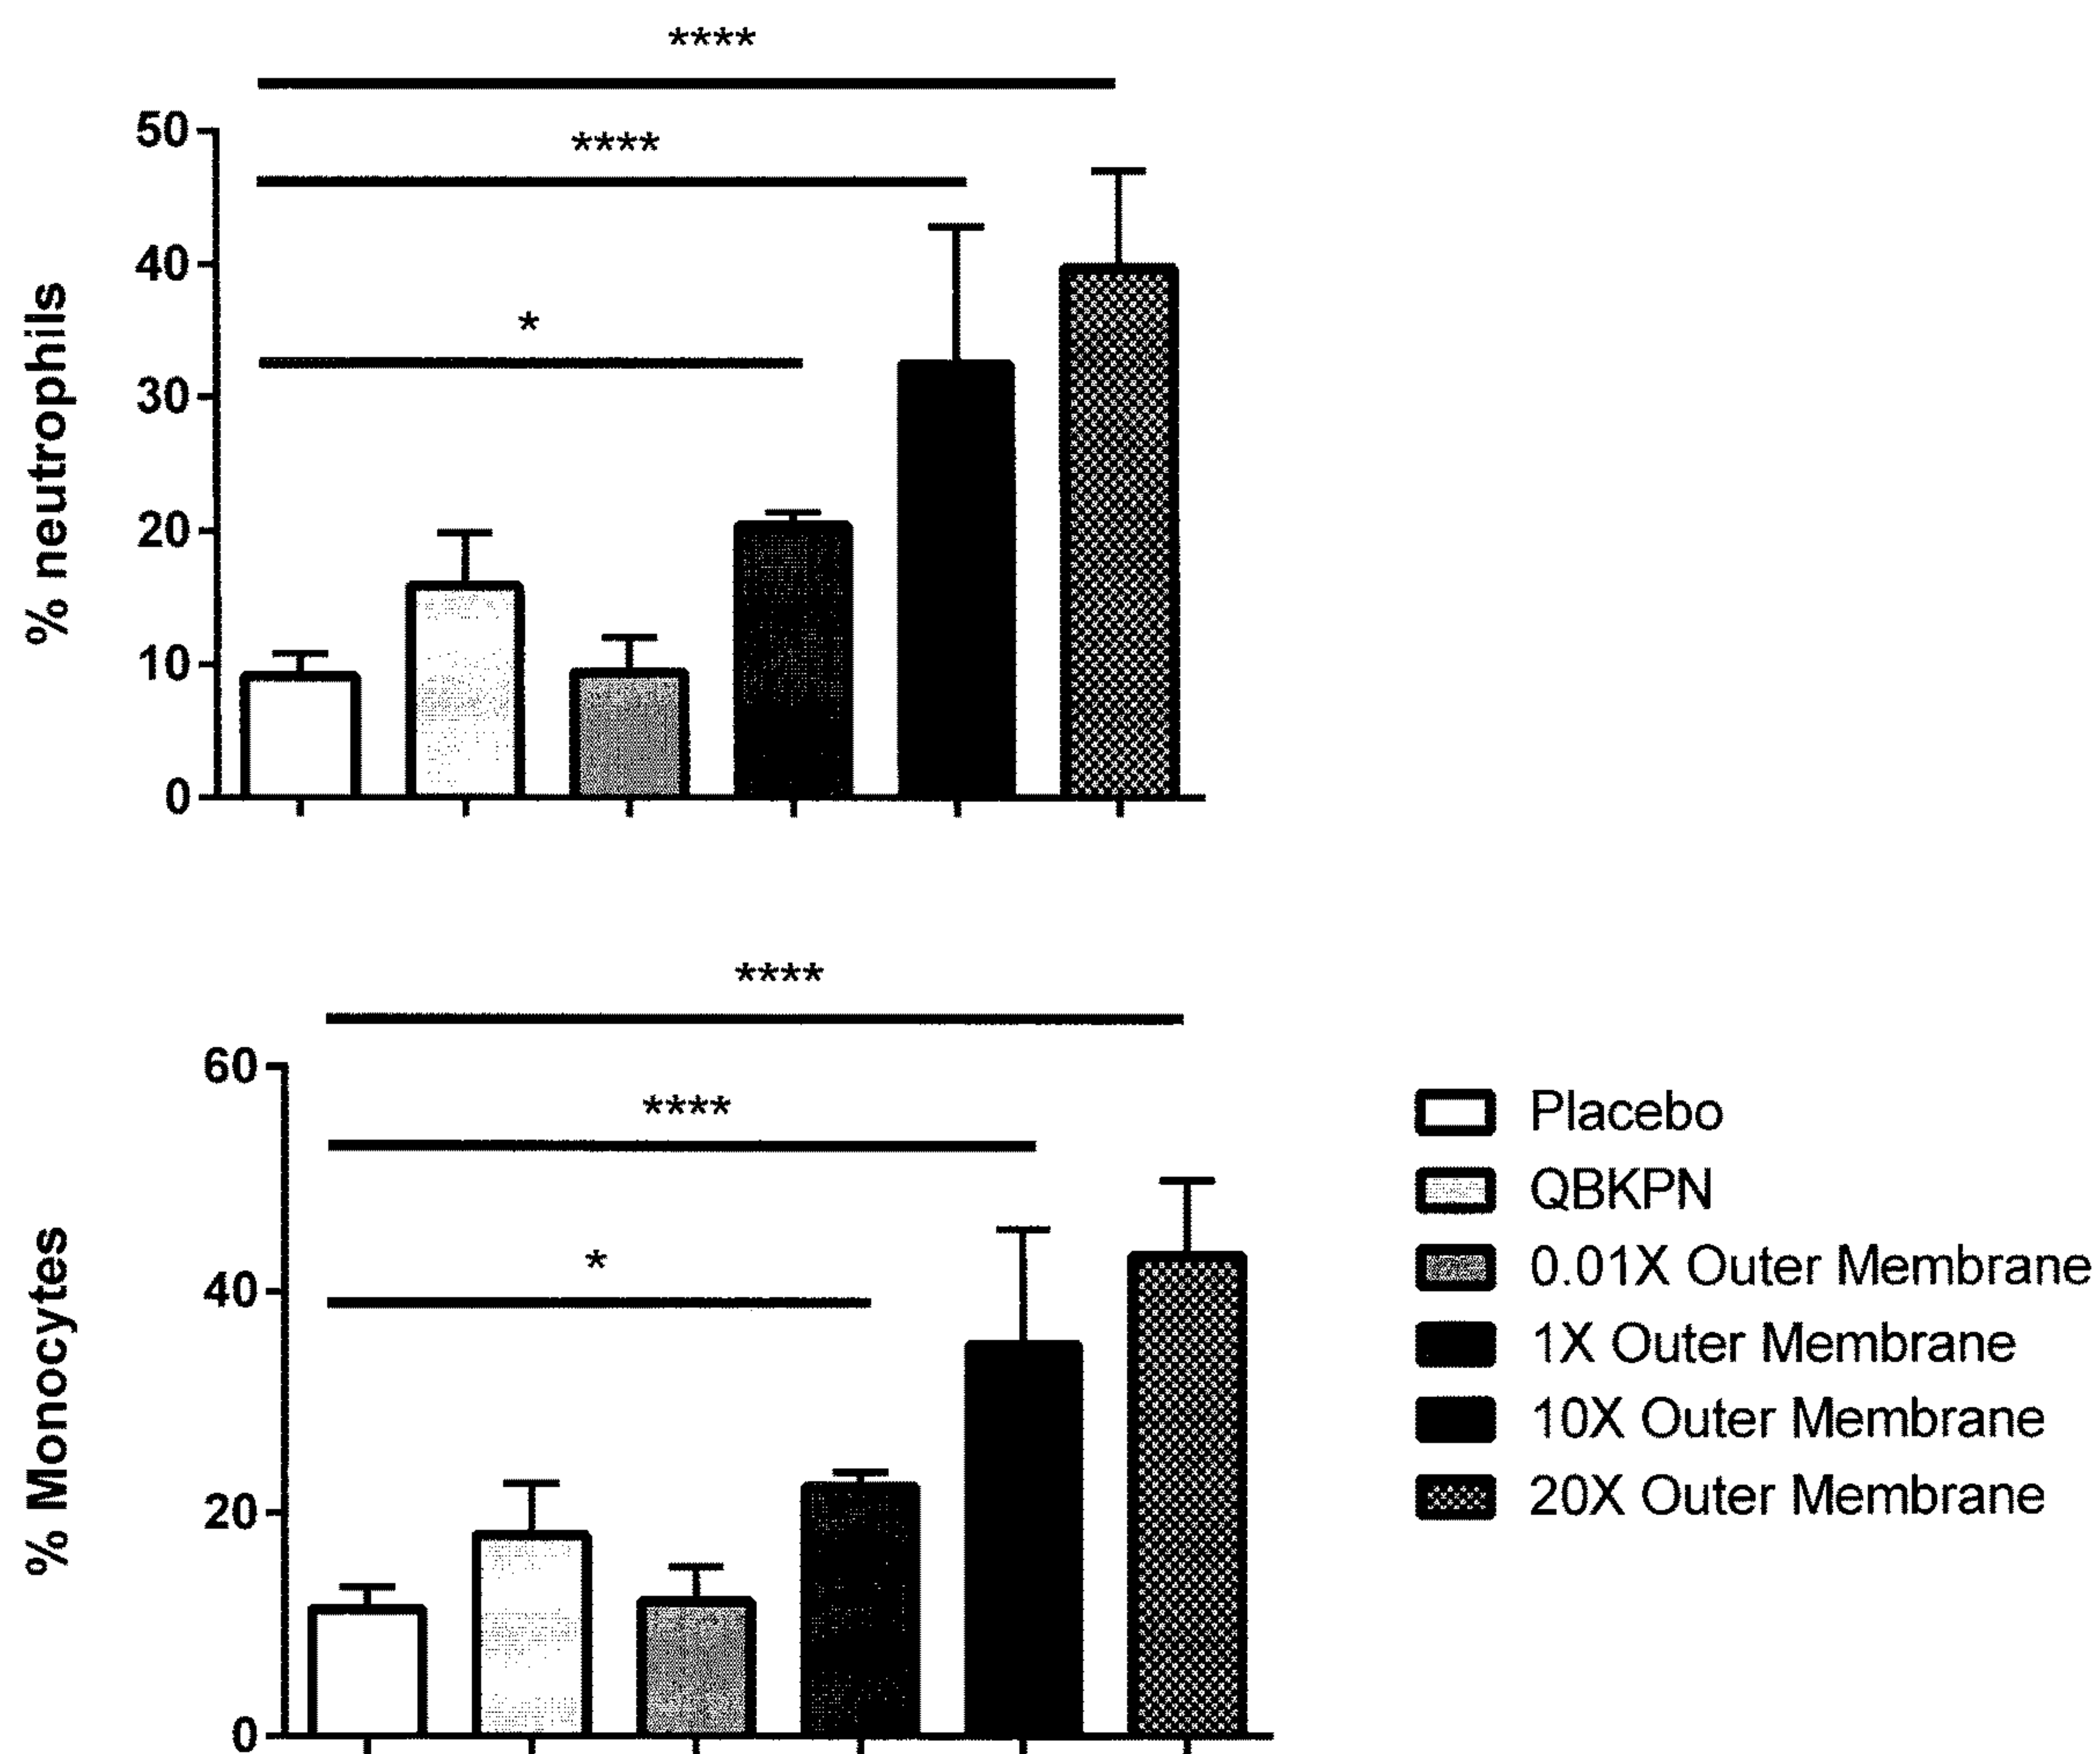 ****
50
****
40
*
30
20
10
0
% neutrophils
****
60
****
40
*
20
0
% Monocytes
Placebo
QBKPN
0.01X Outer Membrane
1X Outer Membrane
10X Outer Membrane
20X Outer Membrane